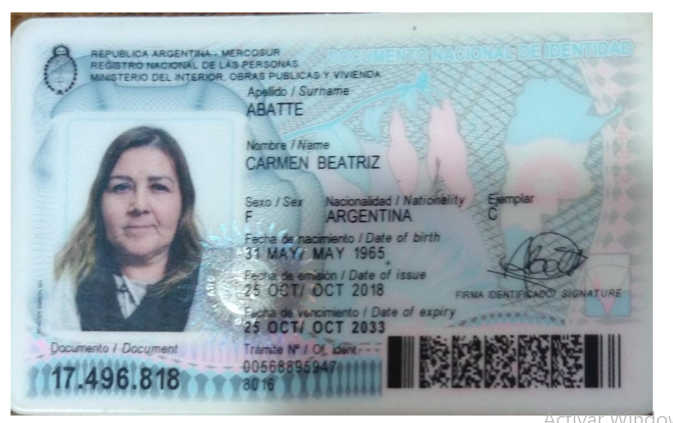 REPUBLICA ARGENTINA - MERCOSUR
REGISTRO NACIONAL DE LAS PERSONAS
MINISTERIO DEL INTERIOR, OBRAS PUBLICAS Y VIVIENDA
DOCUMENTO NACIONAL DE IDENTIDAD
Apellido / Surname
ABATTE
Nombre / Name
CARMEN BEATRIZ
Sexo / Sex Nacionalidad / Nationality Ejemplar
F ARGENTINA C
Fecha de nacimiento / Date of birth
31 MAY/ MAY 1965
Fecha de emisión / Date of issue
25 OCT/ OCT 2018
FIRMA IDENTIFICADO/ SIGNATURE
Fecha de vencimiento / Date of expiry
25 OCT/ OCT 2033
Documento / Document
17.496.818
Trámite Nº / Of. ident.
00568895947
8016
Activar Window